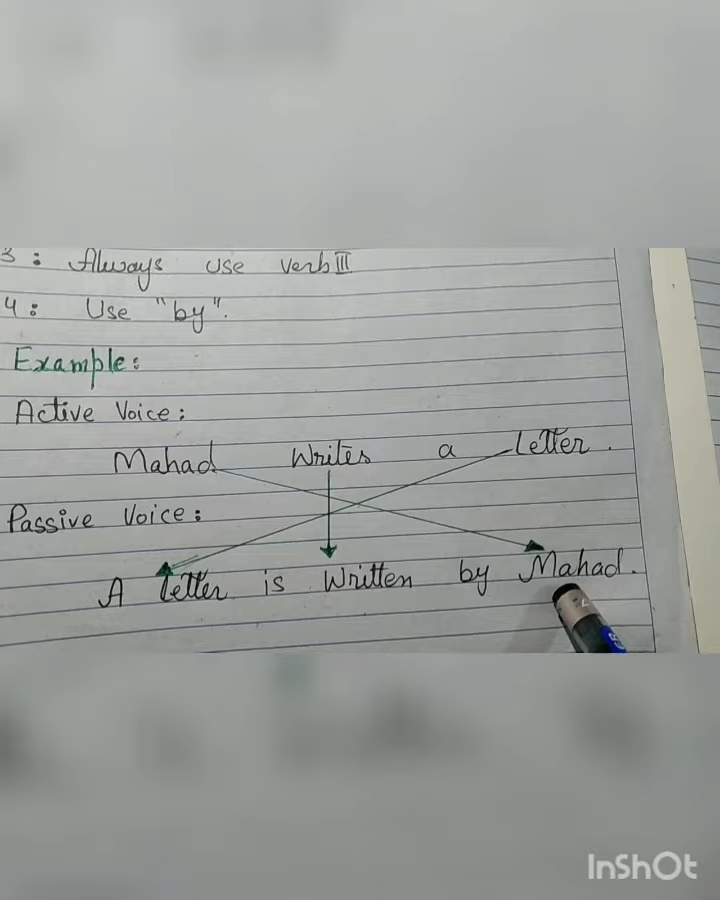 3: Always use verb III
4: Use "by".
Example:
Active Voice:
Mahad Writes a letter.
Passive Voice:
A letter is Written by Mahad.
InShOt